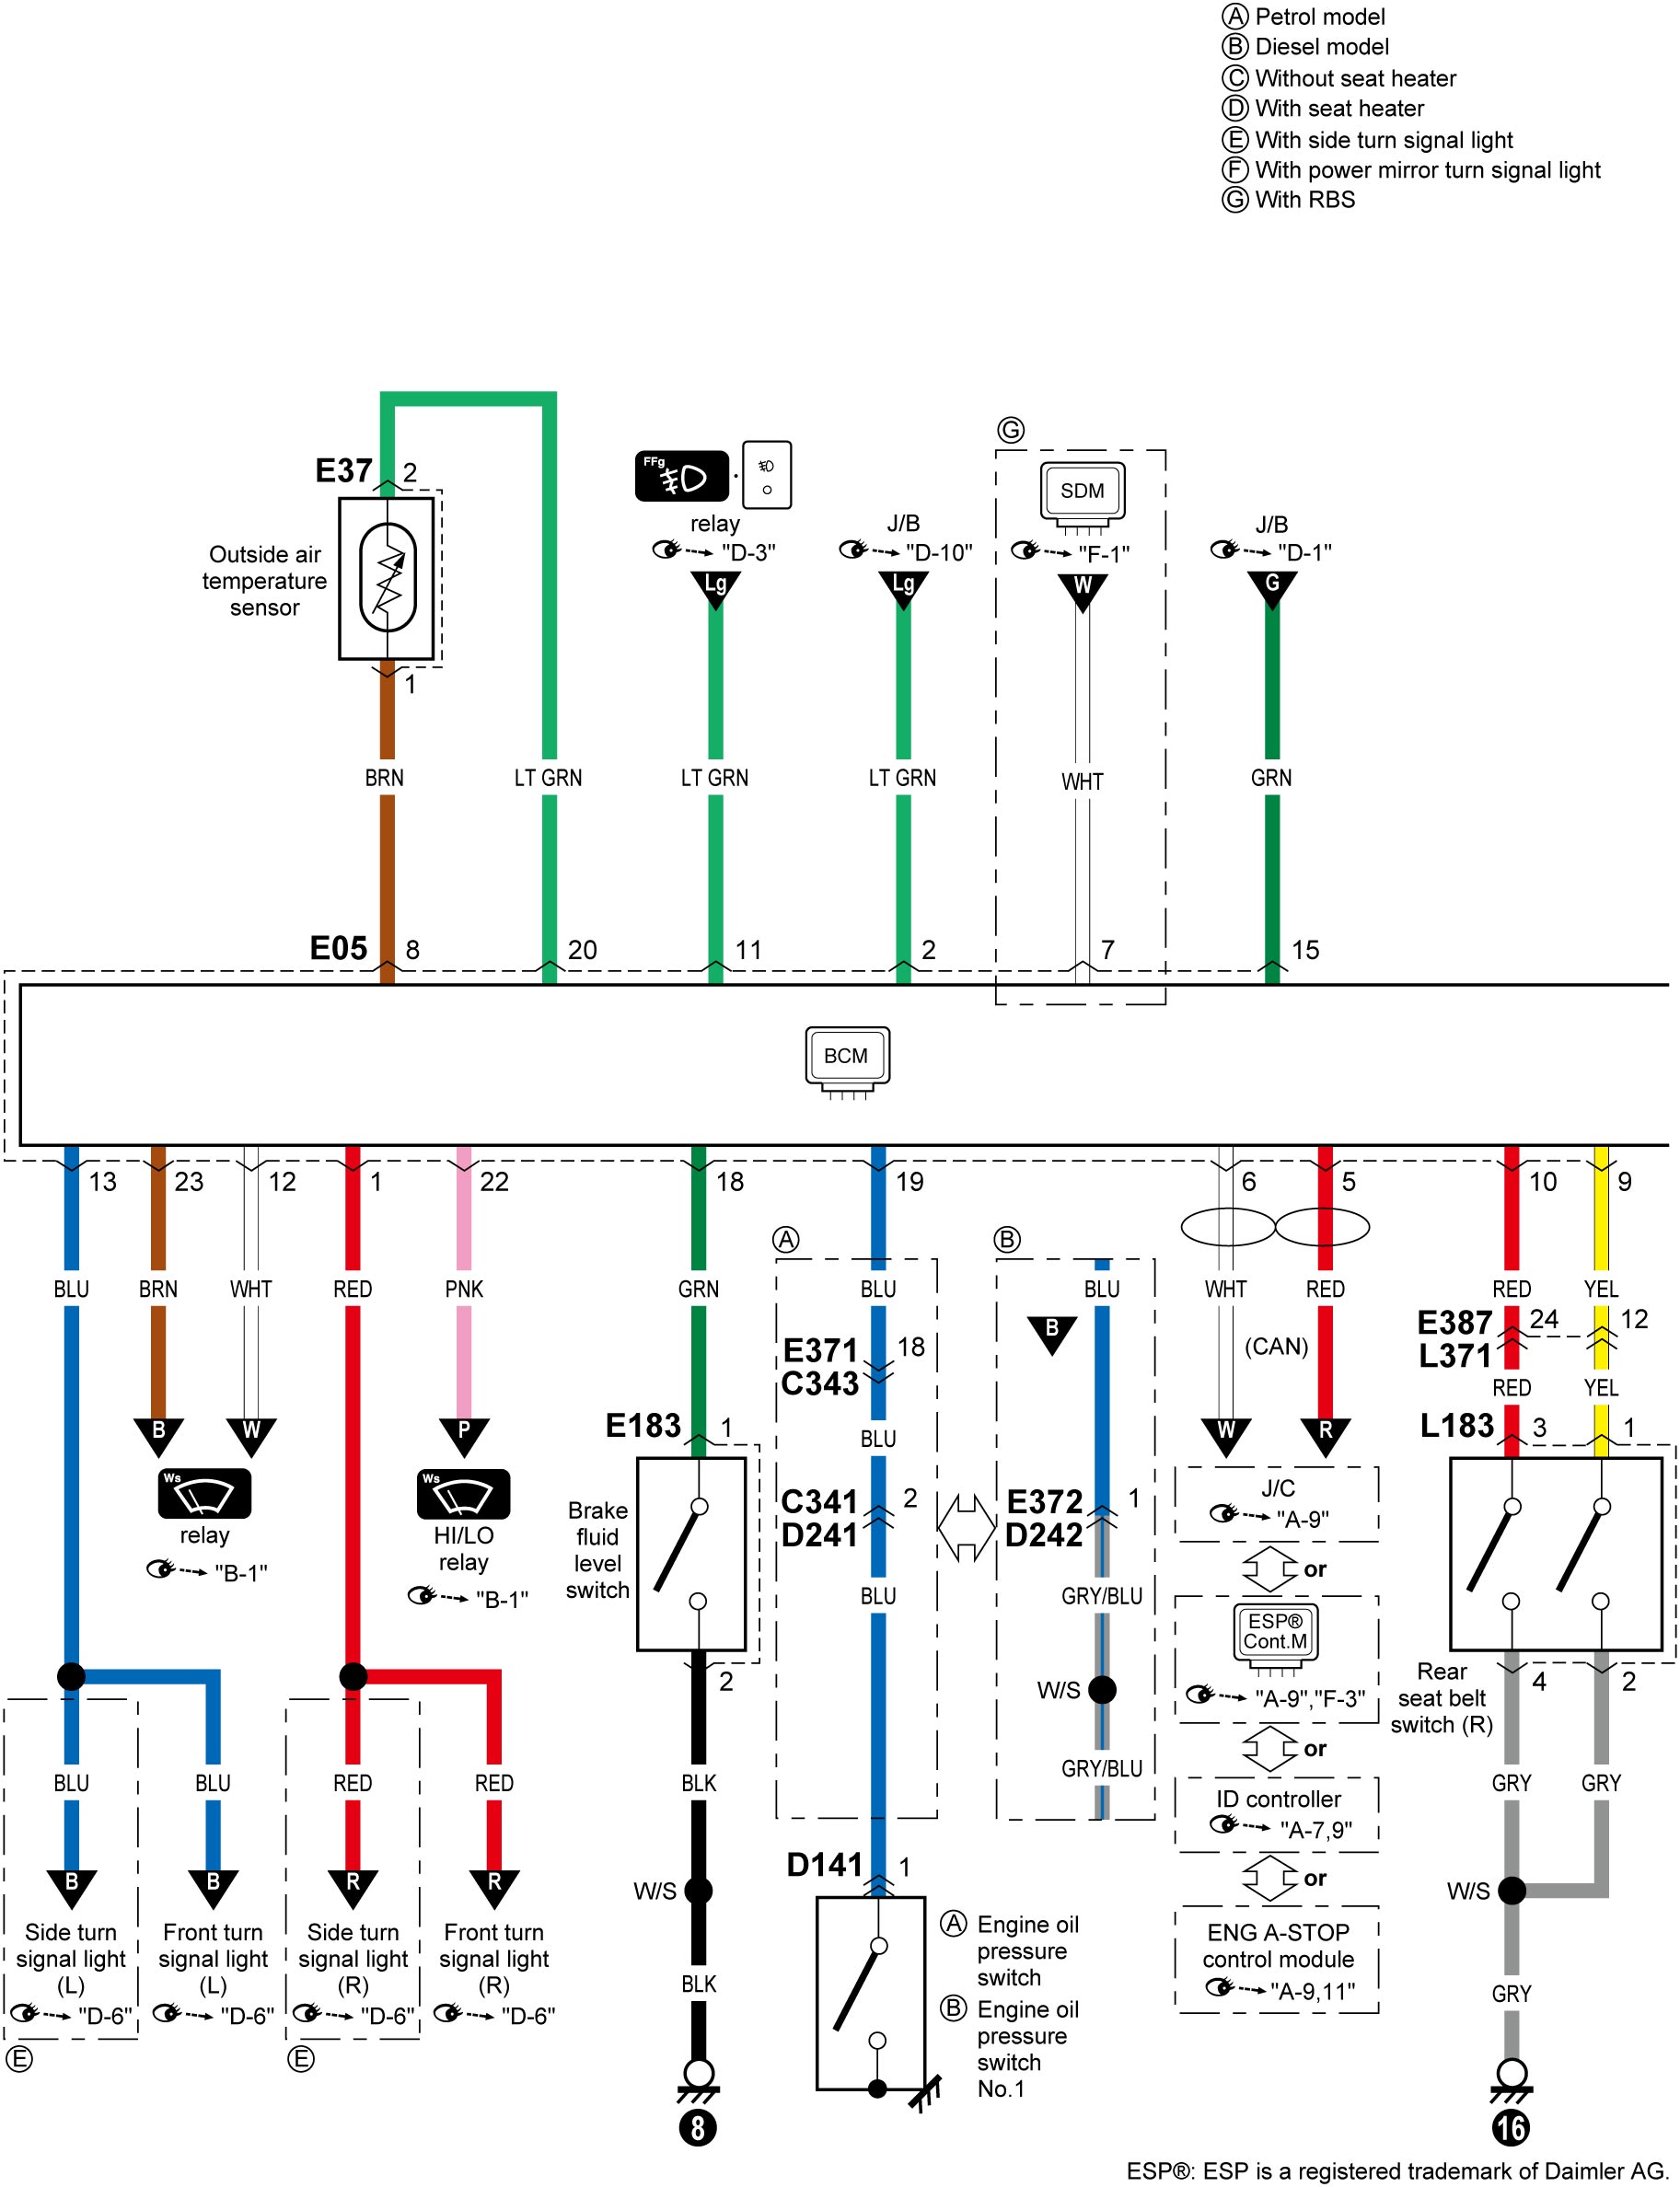 Ⓐ Petrol model
Ⓑ Diesel model
Ⓒ Without seat heater
Ⓓ With seat heater
Ⓔ With side turn signal light
Ⓕ With power mirror turn signal light
Ⓖ With RBS
Ⓖ
E37 2
FFg
SDM
relay
J/B
J/B
"D-3"
"D-10"
"F-1"
"D-1"
Outside air
temperature
sensor
Lg
Lg
W
G
1
BRN
LT GRN
LT GRN
LT GRN
WHT
GRN
E05 8
20
11
2
7
15
BCM
13
23
12
1
22
18
19
6
5
10
9
Ⓐ
Ⓑ
BLU
BRN
WHT
RED
PNK
GRN
BLU
BLU
WHT
RED
RED
YEL
B
(CAN)
E371 18
C343
E387 24
12
L371
RED
YEL
B
W
P
E183 1
BLU
W
R
L183 3
1
Ws
relay
"B-1"
Ws
HI/LO
relay
"B-1"
Brake
fluid
level
switch
C341 2
D241
E372 1
D242
J/C
"A-9"
or
BLU
GRY/BLU
ESP®
Cont.M
"A-9","F-3"
2
W/S
Rear
seat belt
switch (R)
4
2
or
BLU
BLU
RED
RED
BLK
GRY/BLU
GRY
GRY
ID controller
"A-7,9"
or
B
B
R
R
W/S
D141 1
W/S
Side turn
signal light
(L)
"D-6"
Front turn
signal light
(L)
"D-6"
Side turn
signal light
(R)
"D-6"
Front turn
signal light
(R)
"D-6"
Ⓔ
Ⓔ
BLK
Ⓐ Engine oil
pressure
switch
Ⓑ Engine oil
pressure
switch
No.1
ENG A-STOP
control module
"A-9,11"
GRY
8
16
ESP®: ESP is a registered trademark of Daimler AG.